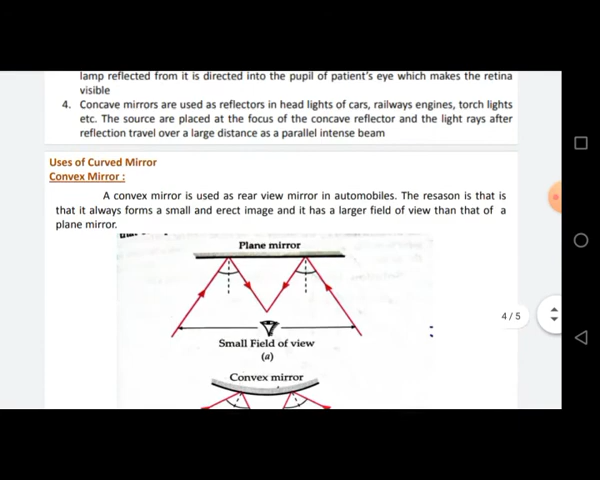 lamp reflected from it is directed into the pupil of patient's eye which makes the retina
visible
4. Concave mirrors are used as reflectors in head lights of cars, railways engines, torch lights
etc. The source are placed at the focus of the concave reflector and the light rays after
reflection travel over a large distance as a parallel intense beam
Uses of Curved Mirror
Convex Mirror :
A convex mirror is used as rear view mirror in automobiles. The resason is that is
that it always forms a small and erect image and it has a larger field of view than that of a
plane mirror.
Plane mirror
Small Field of view
(a)
Convex mirror
4 / 5